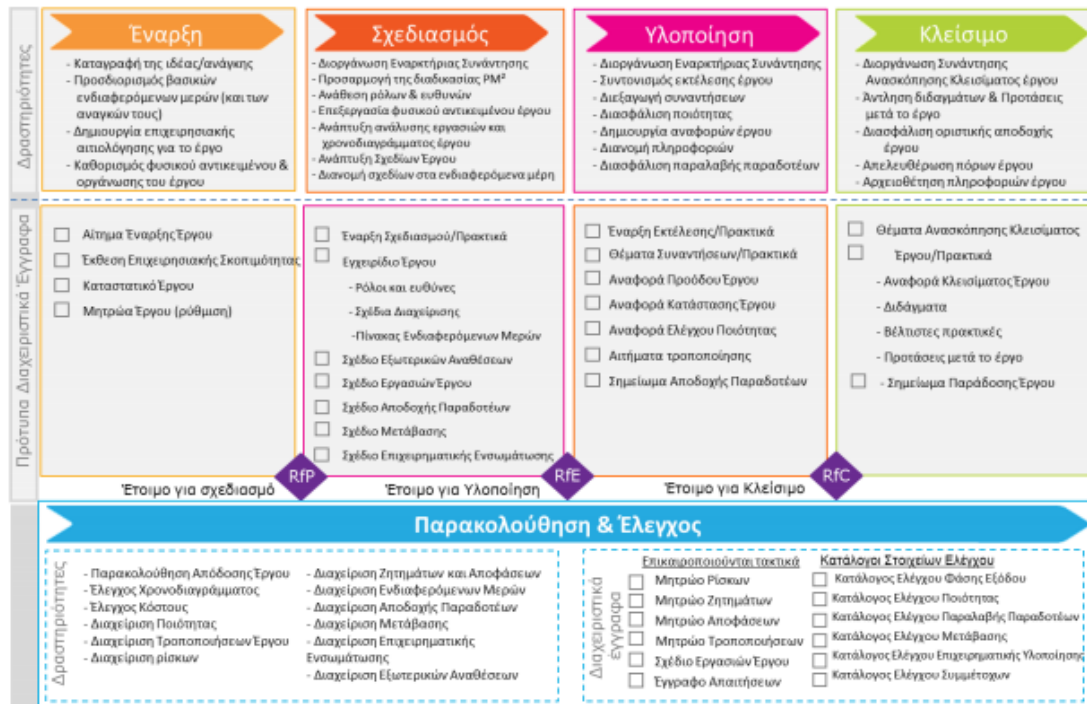 Έναρξη
Σχεδιασμός
Υλοποίηση
Κλείσιμο
Δραστηριότητες
- Καταγραφή της ιδέας/ανάγκης
- Προσδιορισμός βασικών
ενδιαφερόμενων μερών (και των
αναγκών τους)
- Δημιουργία επιχειρησιακής
αιτιολόγησης για το έργο
- Καθορισμός φυσικού αντικειμένου &
οργάνωσης του έργου
- Διοργάνωση Εναρκτήριας Συνάντησης
- Προσαρμογή της διαδικασίας PM²
- Ανάθεση ρόλων & ευθυνών
- Επεξεργασία φυσικού αντικειμένου έργου
- Ανάπτυξη ανάλυσης εργασιών και
χρονοδιαγράμματος έργου
- Ανάπτυξη Σχεδίων Έργου
- Διανομή σχεδίων στα ενδιαφερόμενα μέρη
- Διοργάνωση Εναρκτήριας Συνάντησης
- Συντονισμός εκτέλεσης έργου
- Διεξαγωγή συναντήσεων
- Διασφάλιση ποιότητας
- Δημιουργία αναφορών έργου
- Διανομή πληροφοριών
- Διασφάλιση παραλαβής παραδοτέων
- Διοργάνωση Συνάντησης
Ανασκόπησης Κλεισίματος έργου
- Άντληση διδαγμάτων & Προτάσεις
μετά το έργο
- Διασφάλιση οριστικής αποδοχής
έργου
- Απελευθέρωση πόρων έργου
- Αρχειοθέτηση πληροφοριών έργου
Πρότυπα Διαχειριστικά Έγγραφα
Αίτημα Έναρξης Έργου
Έκθεση Επιχειρησιακής Σκοπιμότητας
Καταστατικό Έργου
Μητρώα Έργου (ρύθμιση)
Έναρξη Σχεδιασμού/Πρακτικά
Εγχειρίδιο Έργου
- Ρόλοι και ευθύνες
- Σχέδια Διαχείρισης
-Πίνακας Ενδιαφερόμενων Μερών
Σχέδιο Εξωτερικών Αναθέσεων
Σχέδιο Εργασιών Έργου
Σχέδιο Αποδοχής Παραδοτέων
Σχέδιο Μετάβασης
Σχέδιο Επιχειρηματικής Ενσωμάτωσης
Έναρξη Εκτέλεσης/Πρακτικά
Θέματα Συναντήσεων/Πρακτικά
Αναφορά Προόδου Έργου
Αναφορά Κατάστασης Έργου
Αναφορά Ελέγχου Ποιότητας
Αιτήματα τροποποίησης
Σημείωμα Αποδοχής Παραδοτέων
Θέματα Ανασκόπησης Κλεισίματος
Έργου/Πρακτικά
- Αναφορά Κλεισίματος Έργου
- Διδάγματα
- Βέλτιστες πρακτικές
- Προτάσεις μετά το έργο
- Σημείωμα Παράδοσης Έργου
RfP
RfE
RfC
Έτοιμο για σχεδιασμό
Έτοιμο για Υλοποίηση
Έτοιμο για Κλείσιμο
Παρακολούθηση & Έλεγχος
Δραστηριότητες
- Παρακολούθηση Απόδοσης Έργου
- Έλεγχος Χρονοδιαγράμματος
- Έλεγχος Κόστους
- Διαχείριση Ποιότητας
- Διαχείριση Τροποποιήσεων Έργου
- Διαχείριση ρίσκων
- Διαχείριση Ζητημάτων και Αποφάσεων
- Διαχείριση Ενδιαφερομένων Μερών
- Διαχείριση Αποδοχής Παραδοτέων
- Διαχείριση Μετάβασης
- Διαχείριση Επιχειρηματικής
Ενσωμάτωσης
- Διαχείριση Εξωτερικών Αναθέσεων
Διαχειριστικά
έγγραφα
Επικαιροποιούνται τακτικά
Μητρώο Ρίσκων
Μητρώο Ζητημάτων
Μητρώο Αποφάσεων
Μητρώο Τροποποιήσεων
Σχέδιο Εργασιών Έργου
Έγγραφο Απαιτήσεων
Κατάλογοι Στοιχείων Ελέγχου
Κατάλογος Ελέγχου Φάσης Εξόδου
Κατάλογος Ελέγχου Ποιότητας
Κατάλογος Ελέγχου Παραλαβής Παραδοτέων
Κατάλογος Ελέγχου Μετάβασης
Κατάλογος Ελέγχου Επιχειρηματικής Υλοποίησης
Κατάλογος Ελέγχου Συμμέτοχων